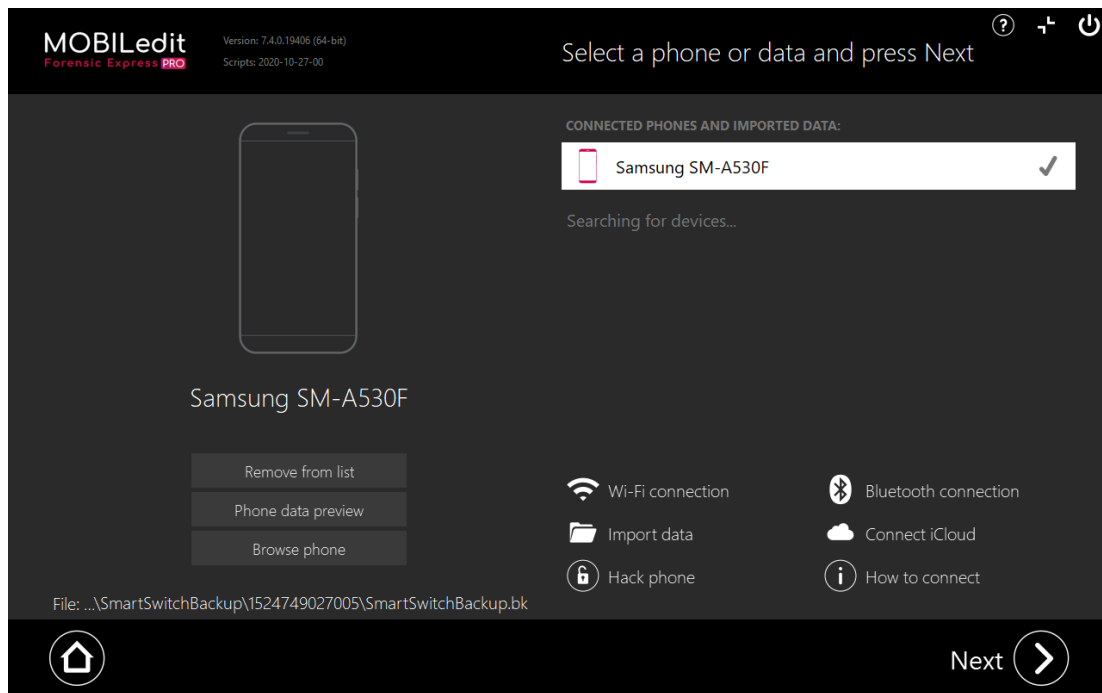 MOBILedit
Forensic Express PRO
Version: 7.4.0.19406 (64-bit)
Scripts: 2020-10-27-00
Select a phone or data and press Next
?
CONNECTED PHONES AND IMPORTED DATA:
Samsung SM-A530F
Searching for devices...
Samsung SM-A530F
Remove from list
Phone data preview
Browse phone
File: ...\SmartSwitchBackup\1524749027005\SmartSwitchBackup.bk
Wi-Fi connection
Bluetooth connection
Import data
Connect iCloud
Hack phone
i How to connect
Next